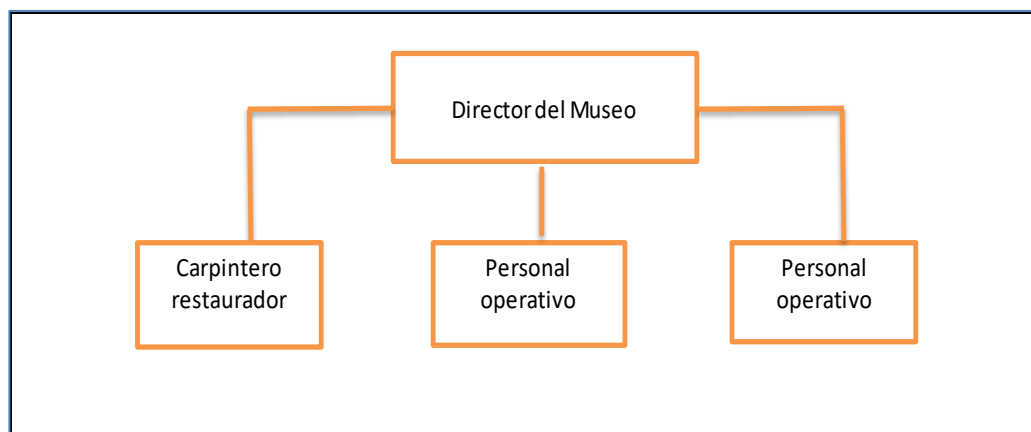 Director del Museo
Carpintero
restaurador
Personal
operativo
Personal
operativo